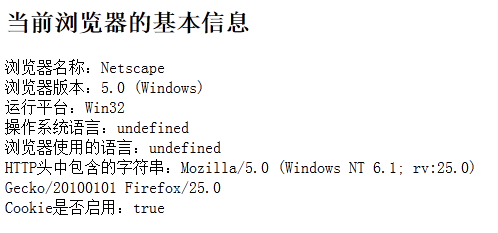 当前浏览器的基本信息
浏览器名称：Netscape
浏览器版本：5.0 (Windows)
运行平台：Win32
操作系统语言：undefined
浏览器使用的语言：undefined
HTTP头中包含的字符串：Mozilla/5.0 (Windows NT 6.1; rv:25.0)
Gecko/20100101 Firefox/25.0
Cookie是否启用：true